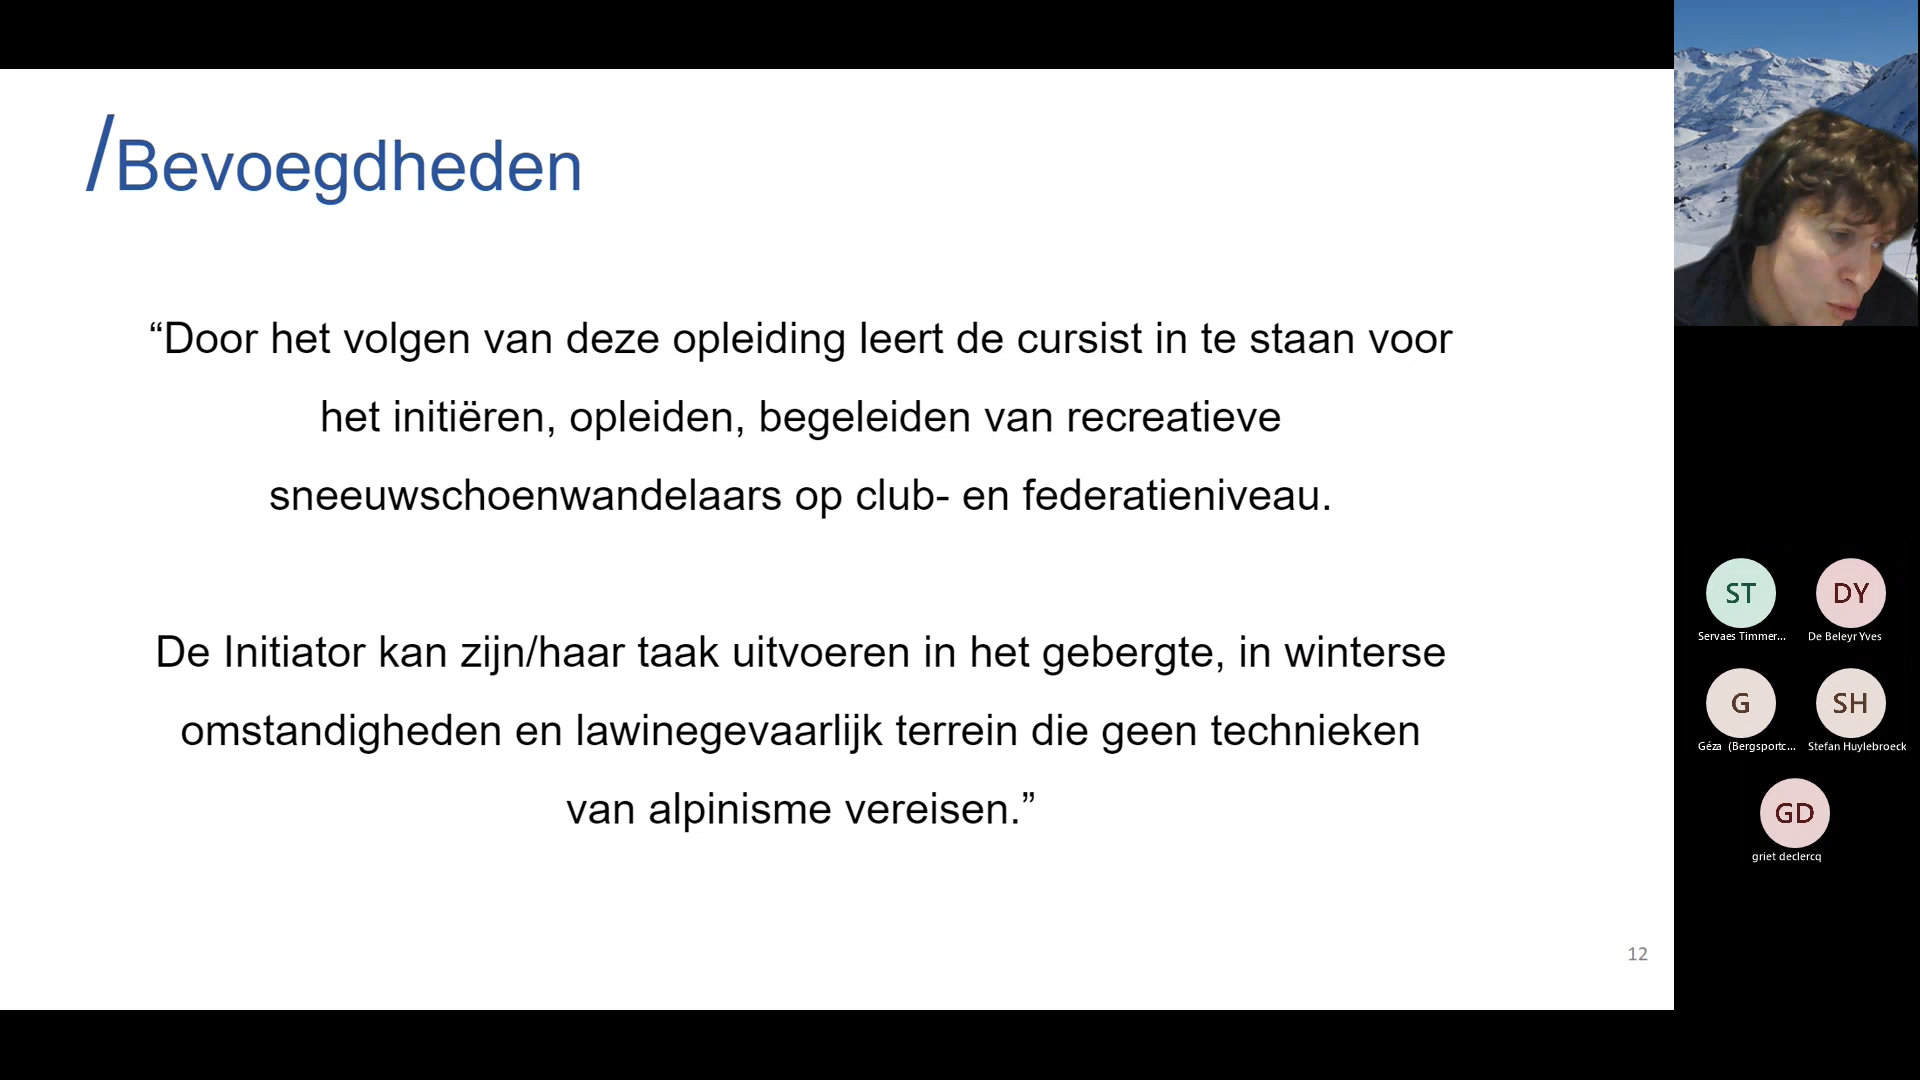 /Bevoegdheden
“Door het volgen van deze opleiding leert de cursist in te staan voor
het initiëren, opleiden, begeleiden van recreatieve
sneeuwschoenwandelaars op club- en federatieniveau.
De Initiator kan zijn/haar taak uitvoeren in het gebergte, in winterse
omstandigheden en lawinegevaarlijk terrein die geen technieken
van alpinisme vereisen.”
12
ST
Servaes Timmer...
DY
De Beleyr Yves
G
Géza (Bergsportc...
SH
Stefan Huylebroeck
GD
griet declercq